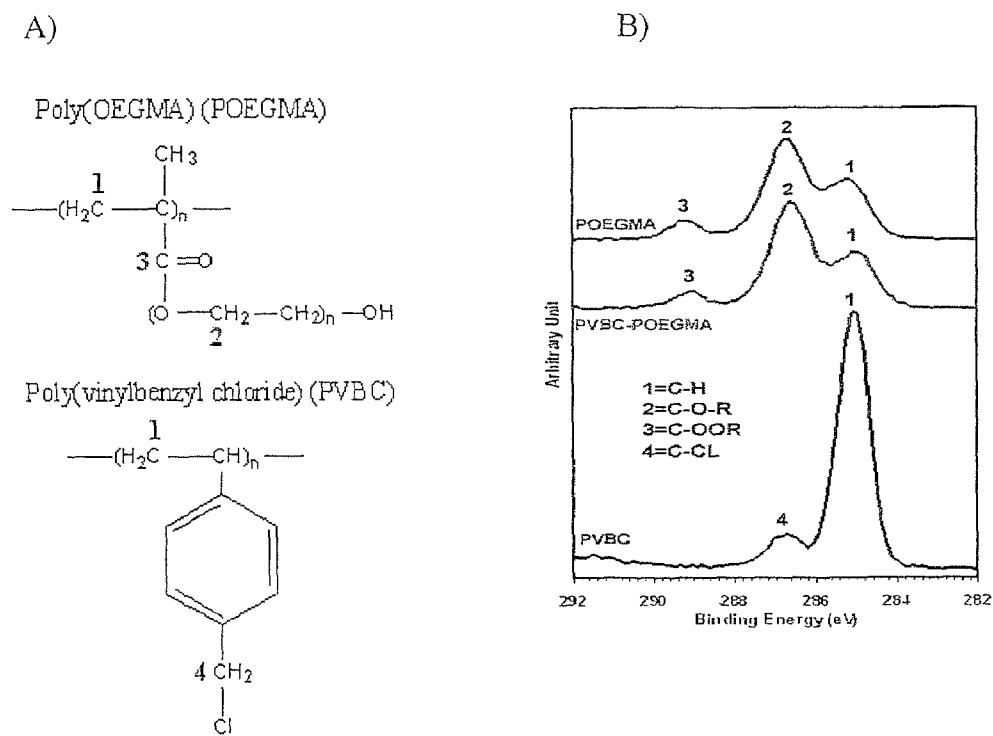 A)
B)
Poly(OEGMA) (POEGMA)
CH3
1
(H2C
C)n
3 C=O
(O
CH2
CH2)n
OH
2
Poly(vinylbenzyl chloride) (PVBC)
1
(H2C
CH)n
4 CH2
Cl
2
1
3
POEGMA
2
1
3
PVBC-POEGMA
1
1=C-H
2=C-O-R
3=C-OOR
4=C-CL
4
PVBC
Arbitrary Unit
292 290 288 286 284 282
Binding Energy (eV)